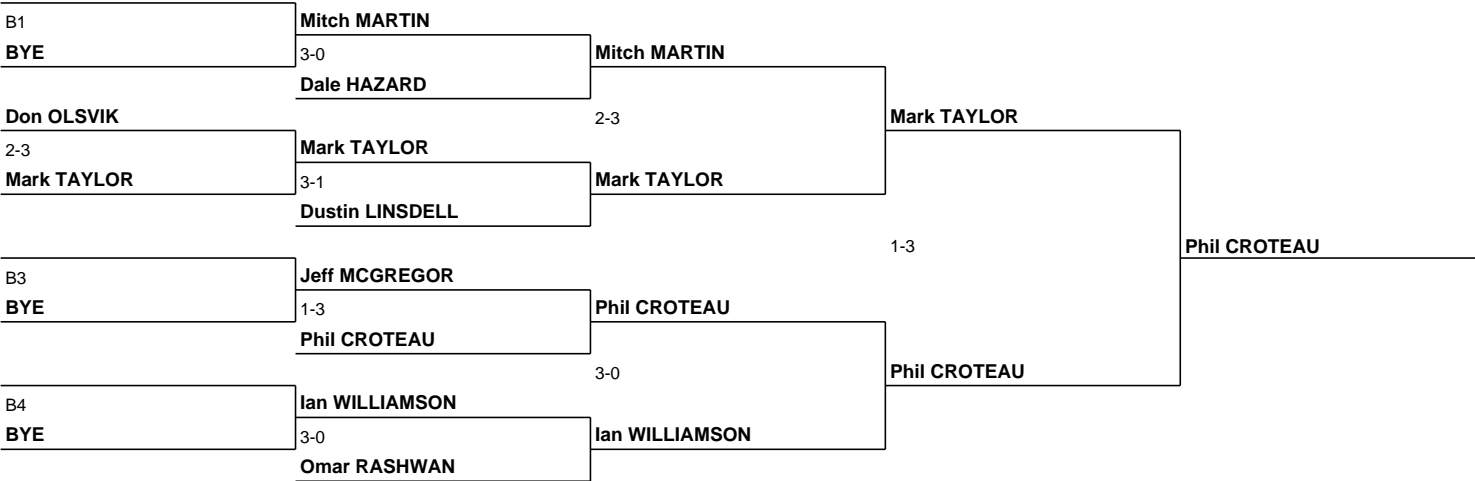 B1
BYE
Don OLSVIK
2-3
Mark TAYLOR
B3
BYE
B4
BYE
Mitch MARTIN
3-0
Dale HAZARD
Mark TAYLOR
3-1
Dustin LINSDELL
Jeff MCGREGOR
1-3
Phil CROTEAU
Ian WILLIAMSON
3-0
Omar RASHWAN
Mitch MARTIN
2-3
Mark TAYLOR
Phil CROTEAU
3-0
Ian WILLIAMSON
Mark TAYLOR
1-3
Phil CROTEAU
Phil CROTEAU